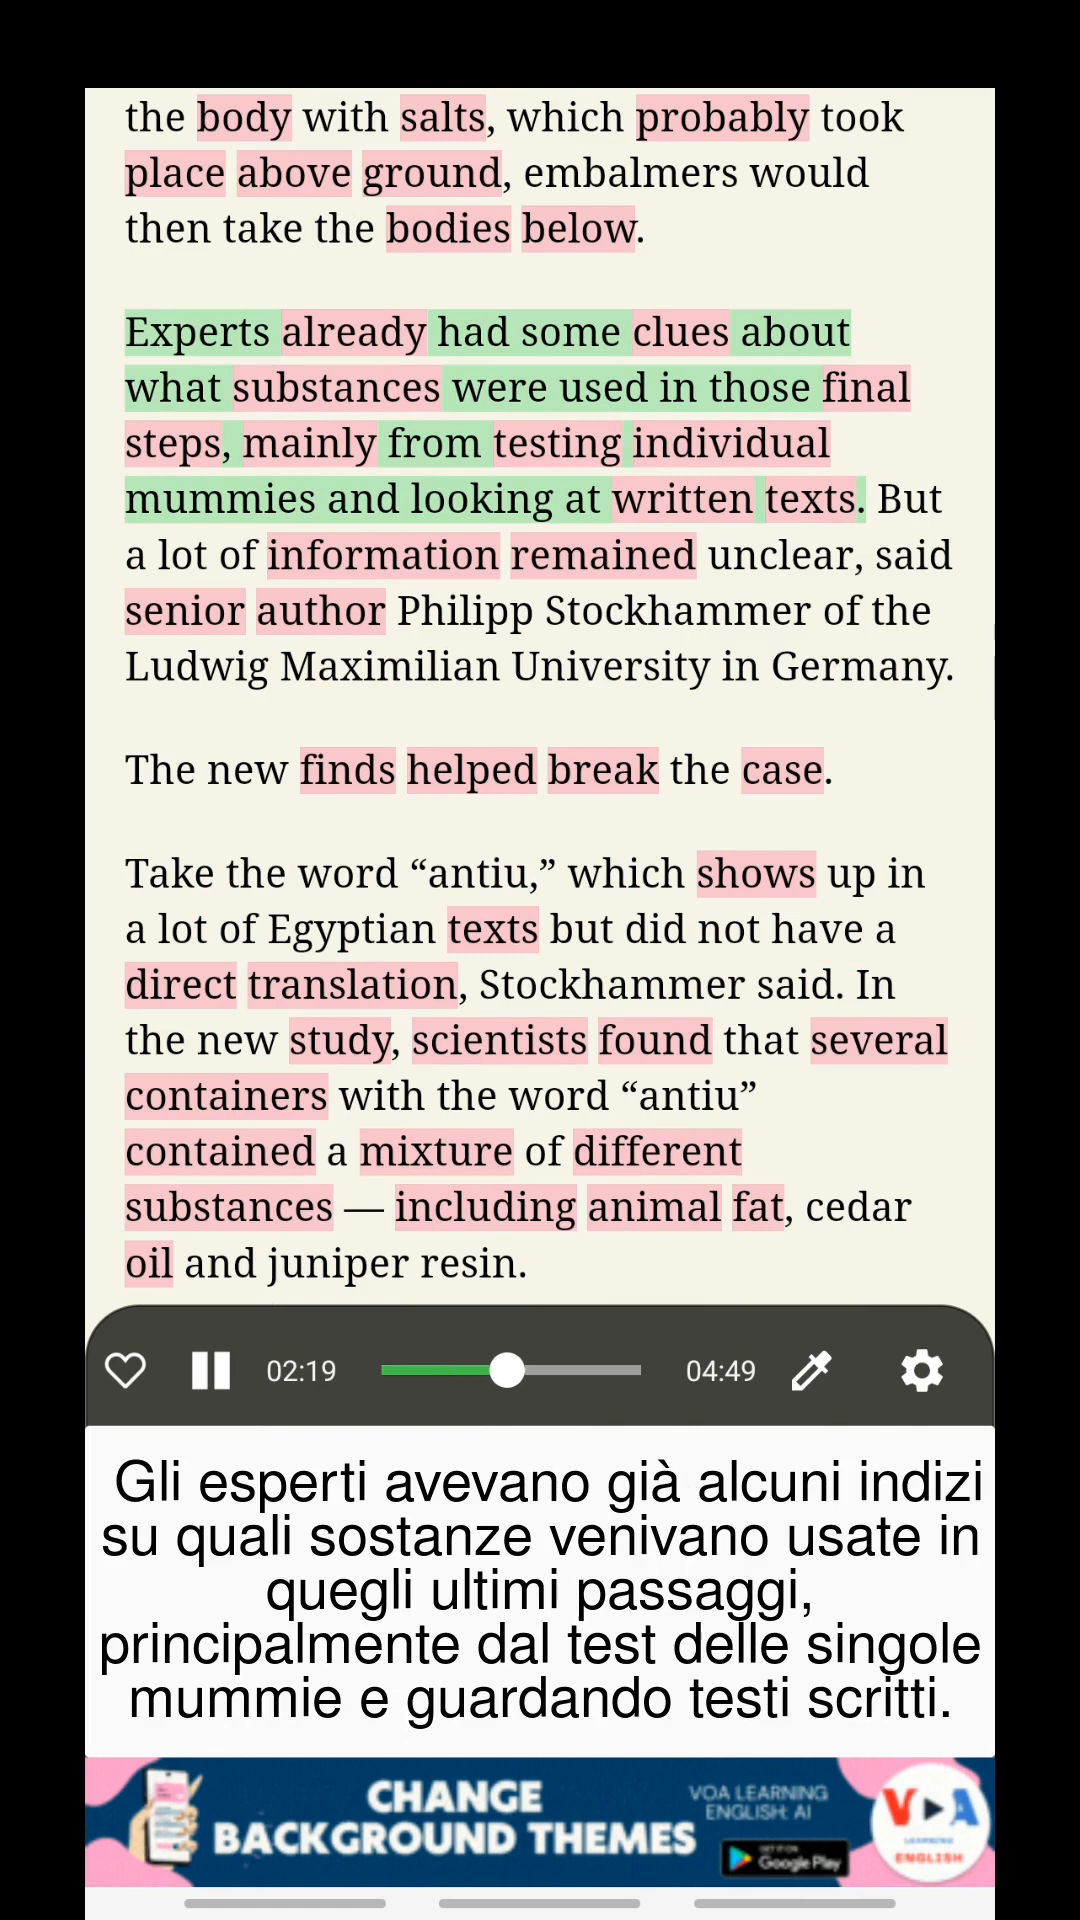 the body with salts, which probably took
place above ground, embalmers would
then take the bodies below.
Experts already had some clues about
what substances were used in those final
steps, mainly from testing individual
mummies and looking at written texts. But
a lot of information remained unclear, said
senior author Philipp Stockhammer of the
Ludwig Maximilian University in Germany.
The new finds helped break the case.
Take the word “antiu,” which shows up in
a lot of Egyptian texts but did not have a
direct translation, Stockhammer said. In
the new study, scientists found that several
containers with the word “antiu”
contained a mixture of different
substances — including animal fat, cedar
oil and juniper resin.
02:19 04:49
Gli esperti avevano già alcuni indizi
su quali sostanze venivano usate in
quegli ultimi passaggi,
principalmente dal test delle singole
mummie e guardando testi scritti.
CHANGE
BACKGROUND THEMES
VOA LEARNING
ENGLISH: AI
GET IT ON
Google Play
VOA
LEARNING
ENGLISH